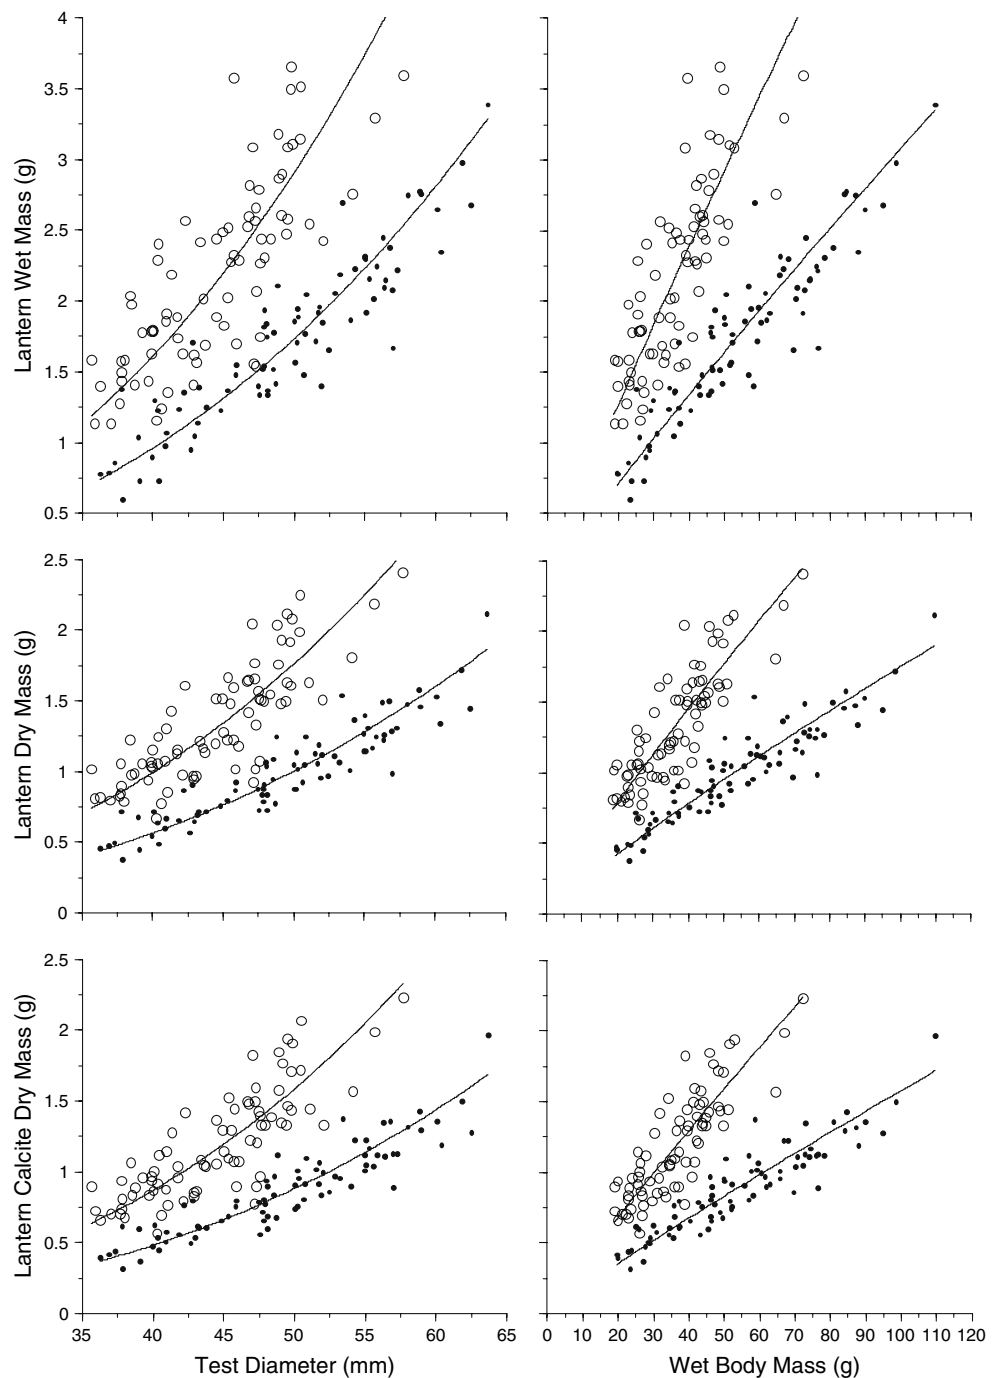 4
3.5
3
2.5
2
1.5
1
0.5
Lantern Wet Mass (g)
2.5
2
1.5
1
0.5
0
Lantern Dry Mass (g)
2.5
2
1.5
1
0.5
0
Lantern Calcite Dry Mass (g)
35 40 45 50 55 60 65
Test Diameter (mm)
0 10 20 30 40 50 60 70 80 90 100 110 120
Wet Body Mass (g)